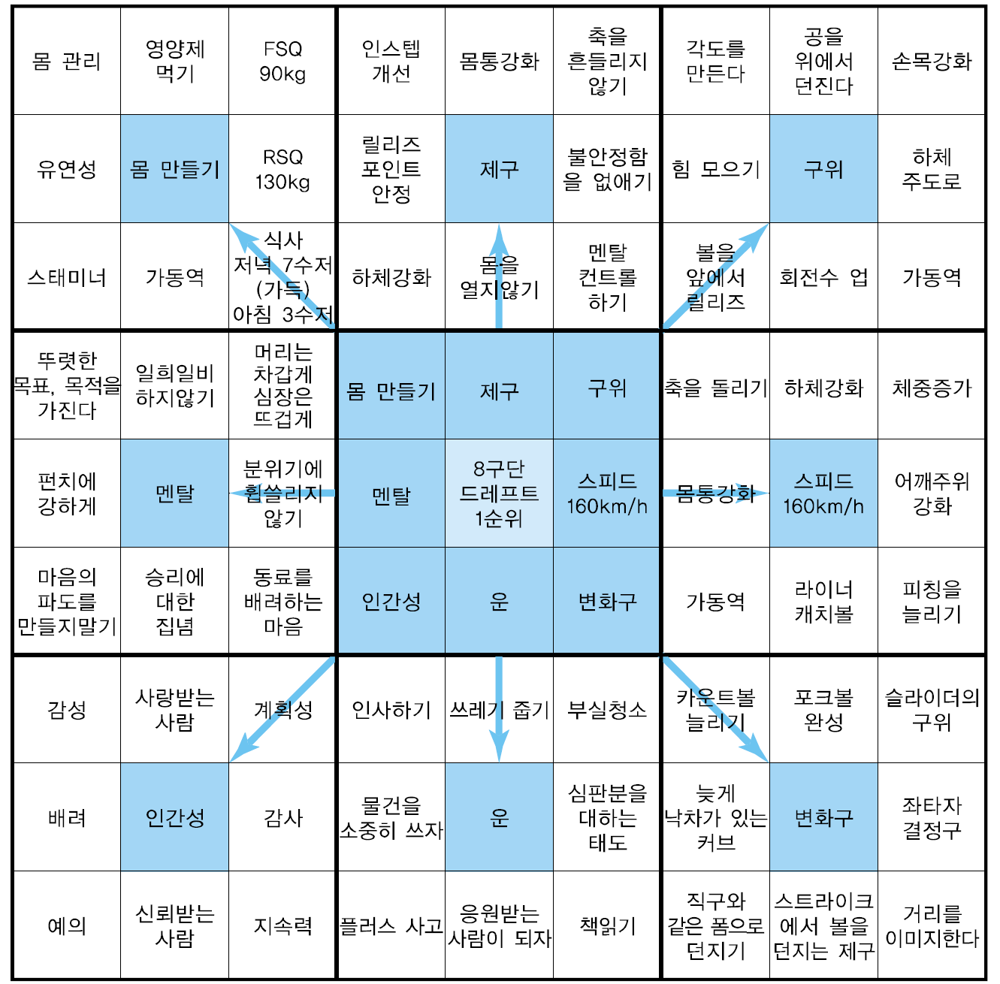 몸 관리
영양제
먹기
FSQ
90kg
인스텝
개선
몸통강화
축을
흔들리지
않기
각도를
만든다
공을
위에서
던진다
손목강화
유연성
몸 만들기
RSQ
130kg
릴리즈
포인트
안정
제구
불안정함
을 없애기
힘 모으기
구위
하체
주도로
스태미너
가동역
식사
저녁 7수저
(가득)
아침 3수저
하체강화
몸을
열지않기
멘탈
컨트롤
하기
볼을
앞에서
릴리즈
회전수 업
가동역
뚜렷한
목표, 목적을
가진다
일희일비
하지않기
머리는
차갑게
심장은
뜨겁게
몸 만들기
제구
구위
축을 돌리기
하체강화
체중증가
펀치에
강하게
멘탈
분위기에
휩쓸리지
않기
멘탈
8구단
드레프트
1순위
스피드
160km/h
몸통강화
스피드
160km/h
어깨주위
강화
마음의
파도를
만들지말기
승리에
대한
집념
동료를
배려하는
마음
인간성
운
변화구
가동역
라이너
캐치볼
피칭을
늘리기
감성
사랑받는
사람
계획성
인사하기
쓰레기 줍기
부실청소
카운트볼
늘리기
포크볼
완성
슬라이더의
구위
배려
인간성
감사
물건을
소중히 쓰자
운
심판분을
대하는
태도
늦게
낙차가 있는
커브
변화구
좌타자
결정구
예의
신뢰받는
사람
지속력
플러스 사고
응원받는
사람이 되자
책읽기
직구와
같은 폼으로
던지기
스트라이크
에서 볼을
던지는 제구
거리를
이미지한다